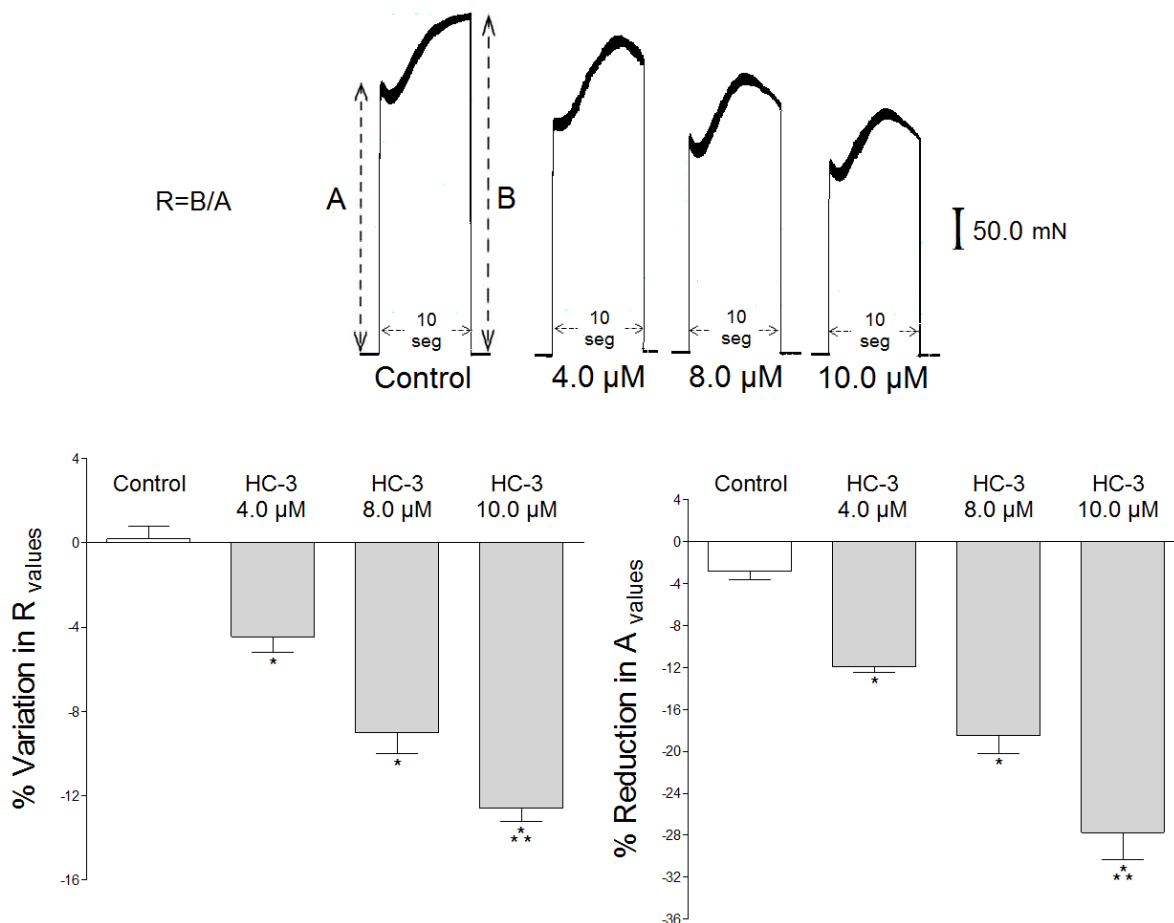 R=B/A
A
B
50.0 mN
10
seg
10
seg
10
seg
10
seg
Control
4.0 µM
8.0 µM
10.0 µM
% Variation in R values
4
0
-4
-8
-12
-16
Control
HC-3
4.0 µM
HC-3
8.0 µM
HC-3
10.0 µM
*
*
*
**
% Reduction in A values
4
0
-4
-8
-12
-16
-20
-24
-28
-32
-36
Control
HC-3
4.0 µM
HC-3
8.0 µM
HC-3
10.0 µM
*
*
*
**